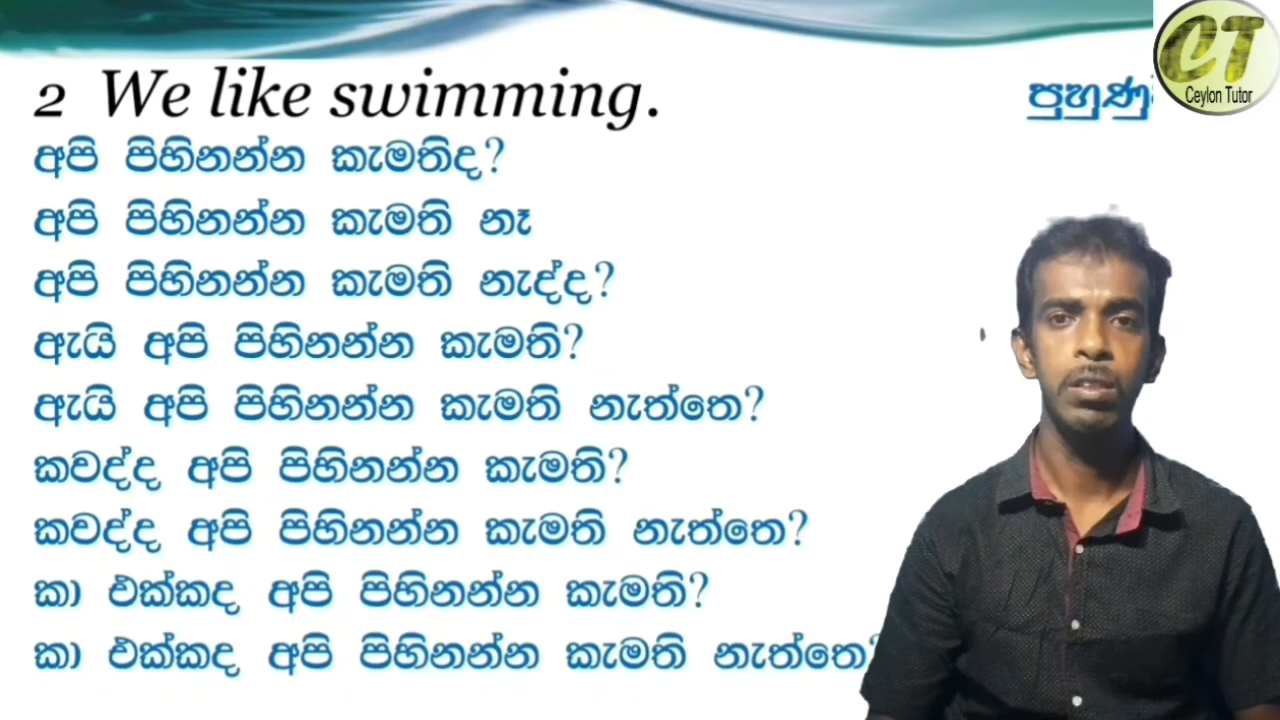 2 We like swimming.
අපි පිහිනන්න කැමතිද?
අපි පිහිනන්න කැමති නෑ
අපි පිහිනන්න කැමති නැද්ද?
ඇයි අපි පිහිනන්න කැමති?
ඇයි අපි පිහිනන්න කැමති නැත්තෙ?
කවද්ද අපි පිහිනන්න කැමති?
කවද්ද අපි පිහිනන්න කැමති නැත්තෙ?
කා එක්කද අපි පිහිනන්න කැමති?
කා එක්කද අපි පිහිනන්න කැමති නැත්තෙ?
CT
Ceylon Tutor